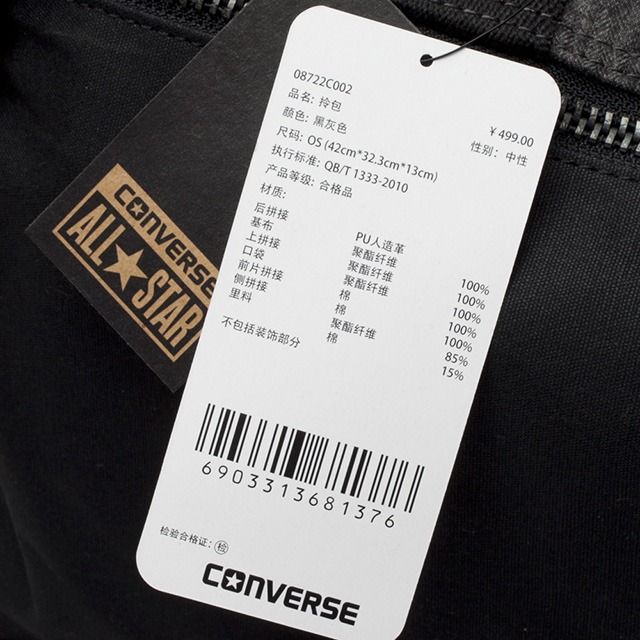 08722C002
品名: 拎包
¥ 499.00
颜色: 黑灰色
性别: 中性
尺码: OS (42cm*32.3cm*13cm)
执行标准: QB/T 1333-2010
产品等级: 合格品
材质:
后拼接 PU人造革 100%
基布 聚酯纤维 100%
上拼接 聚酯纤维 100%
口袋 棉 100%
前片拼接 棉 100%
侧拼接 聚酯纤维 85%
里料 棉 15%
不包括装饰部分
6903313681376
检验合格证: 检
CONVERSE
CONVERSE
ALL STAR